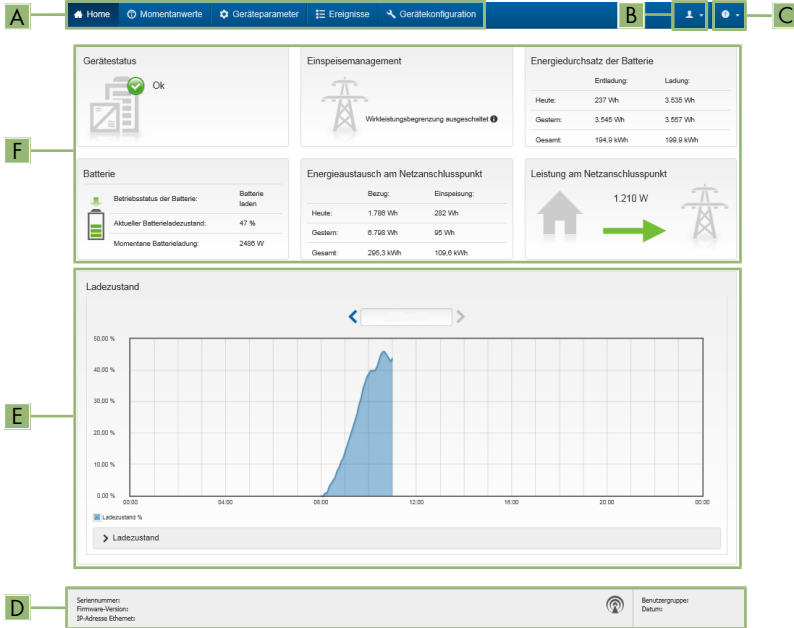 A
Home Momentanwerte Geräteparameter Ereignisse Gerätekonfiguration
B
C
F
Gerätestatus
Ok
Einspeisemanagement
Wirkleistungsbegrenzung ausgeschaltet
Energiedurchsatz der Batterie
Entladung: Ladung:
Heute: 237 Wh 3.535 Wh
Gestern: 3.545 Wh 3.557 Wh
Gesamt: 194,9 kWh 199,9 kWh
Batterie
Betriebsstatus der Batterie: Batterie laden
Aktueller Batterieladezustand: 47 %
Momentane Batterieladung: 2486 W
Energieaustausch am Netzanschlusspunkt
Bezug: Einspeisung:
Heute: 1.786 Wh 282 Wh
Gestern: 6.798 Wh 95 Wh
Gesamt: 295,3 kWh 109,6 kWh
Leistung am Netzanschlusspunkt
1.210 W
E
Ladezustand
50,00 %
40,00 %
30,00 %
20,00 %
10,00 %
0,00 %
00:00 04:00 08:00 12:00 16:00 20:00 00:00
Ladezustand %
Ladezustand
D
Seriennummer:
Firmware-Version:
IP-Adresse Ethernet:
Benutzergruppe:
Datum: